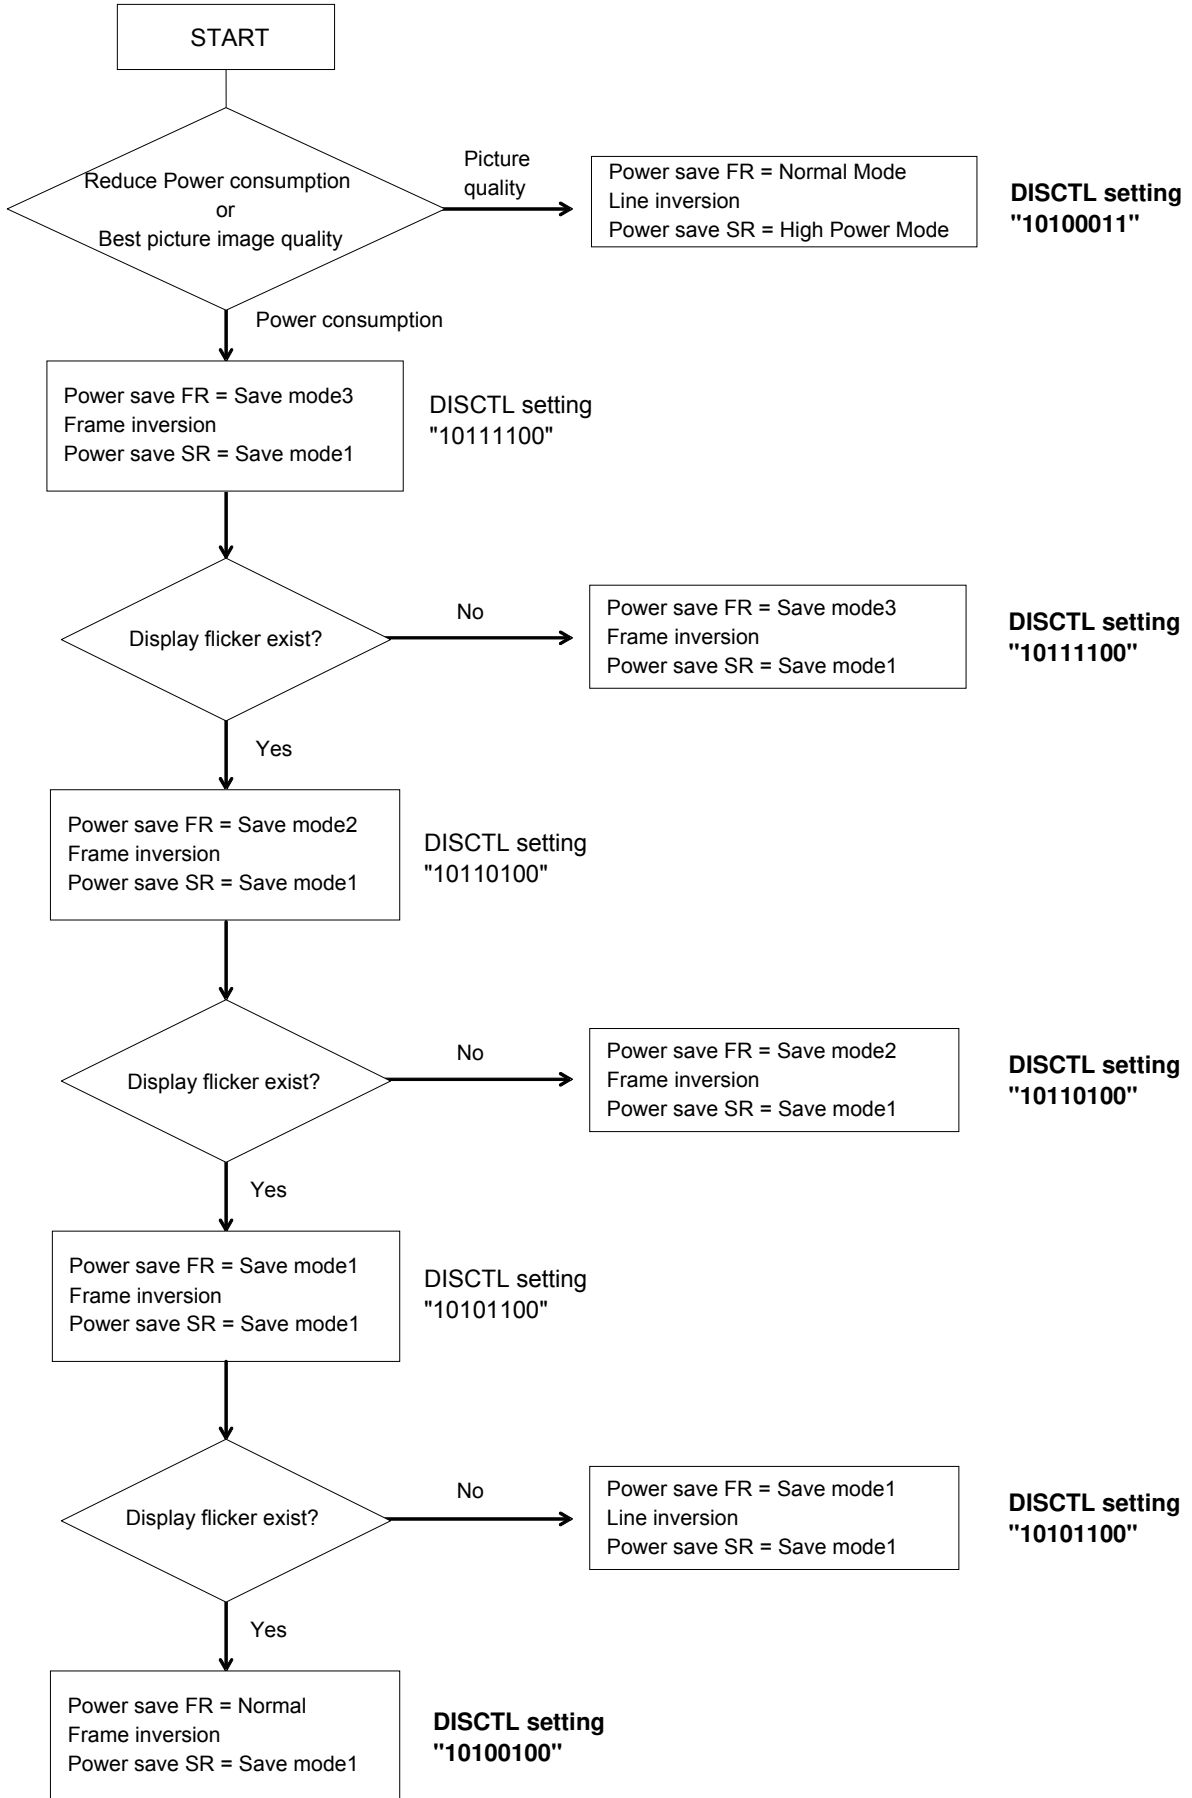 START
Reduce Power consumption
or
Best picture image quality
Picture
quality
Power save FR = Normal Mode
Line inversion
Power save SR = High Power Mode
DISCTL setting
"10100011"
Power consumption
Power save FR = Save mode3
Frame inversion
Power save SR = Save mode1
DISCTL setting
"10111100"
Display flicker exist?
No
Power save FR = Save mode3
Frame inversion
Power save SR = Save mode1
DISCTL setting
"10111100"
Yes
Power save FR = Save mode2
Frame inversion
Power save SR = Save mode1
DISCTL setting
"10110100"
Display flicker exist?
No
Power save FR = Save mode2
Frame inversion
Power save SR = Save mode1
DISCTL setting
"10110100"
Yes
Power save FR = Save mode1
Frame inversion
Power save SR = Save mode1
DISCTL setting
"10101100"
Display flicker exist?
No
Power save FR = Save mode1
Line inversion
Power save SR = Save mode1
DISCTL setting
"10101100"
Yes
Power save FR = Normal
Frame inversion
Power save SR = Save mode1
DISCTL setting
"10100100"